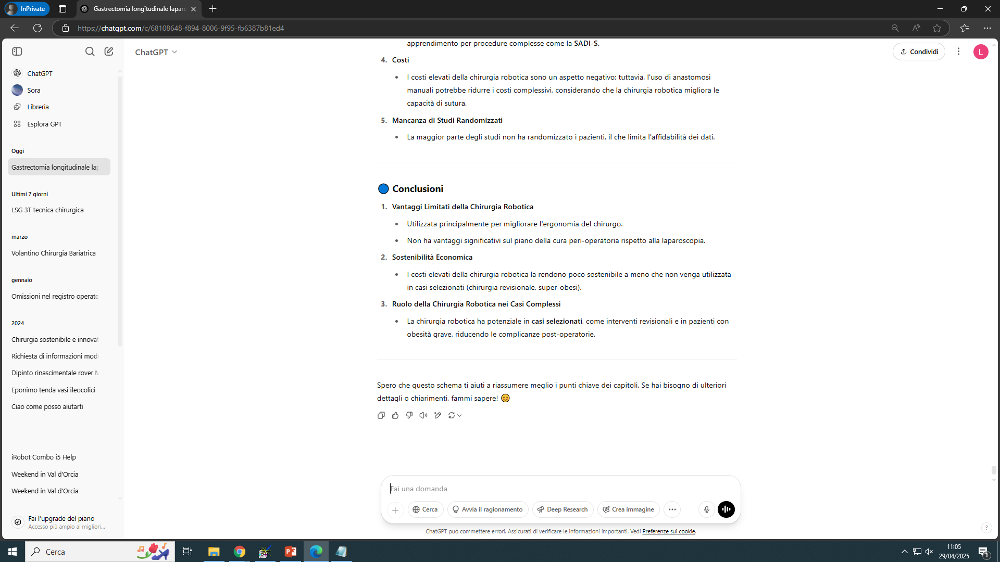 InPrivate
Gastrectomia longitudinale laparo
https://chatgpt.com/c/68108648-f894-8006-9f95-fb6387b81ed4
ChatGPT
Condividi
L
ChatGPT
Sora
Libreria
Esplora GPT
Oggi
Gastrectomia longitudinale lap
Ultimi 7 giorni
LSG 3T tecnica chirurgica
marzo
Volantino Chirurgia Bariatrica
gennaio
Omissioni nel registro operato
2024
Chirurgia sostenibile e innovat
Richiesta di informazioni mod
Dipinto rinascimentale rover M
Eponimo tenda vasi ileocolici
Ciao come posso aiutarti
iRobot Combo i5 Help
Weekend in Val d'Orcia
Weekend in Val d'Orcia
Fai l'upgrade del piano
Accesso più ampio ai migliori...
apprendimento per procedure complesse come la SADI-S.
4. Costi
• I costi elevati della chirurgia robotica sono un aspetto negativo; tuttavia, l'uso di anastomosi
manuali potrebbe ridurre i costi complessivi, considerando che la chirurgia robotica migliora le
capacità di sutura.
5. Mancanza di Studi Randomizzati
• La maggior parte degli studi non ha randomizzato i pazienti, il che limita l'affidabilità dei dati.
Conclusioni
1. Vantaggi Limitati della Chirurgia Robotica
• Utilizzata principalmente per migliorare l'ergonomia del chirurgo.
• Non ha vantaggi significativi sul piano della cura peri-operatoria rispetto alla laparoscopia.
2. Sostenibilità Economica
• I costi elevati della chirurgia robotica la rendono poco sostenibile a meno che non venga utilizzata
in casi selezionati (chirurgia revisionale, super-obesi).
3. Ruolo della Chirurgia Robotica nei Casi Complessi
• La chirurgia robotica ha potenziale in casi selezionati, come interventi revisionali e in pazienti con
obesità grave, riducendo le complicanze post-operatorie.
Spero che questo schema ti aiuti a riassumere meglio i punti chiave dei capitoli. Se hai bisogno di ulteriori
dettagli o chiarimenti, fammi sapere! 😊
Fai una domanda
Cerca
Avvia il ragionamento
Deep Research
Crea immagine
ChatGPT può commettere errori. Assicurati di verificare le informazioni importanti. Vedi Preferenze sui cookie.
?
Cerca
11:05
29/04/2025
1